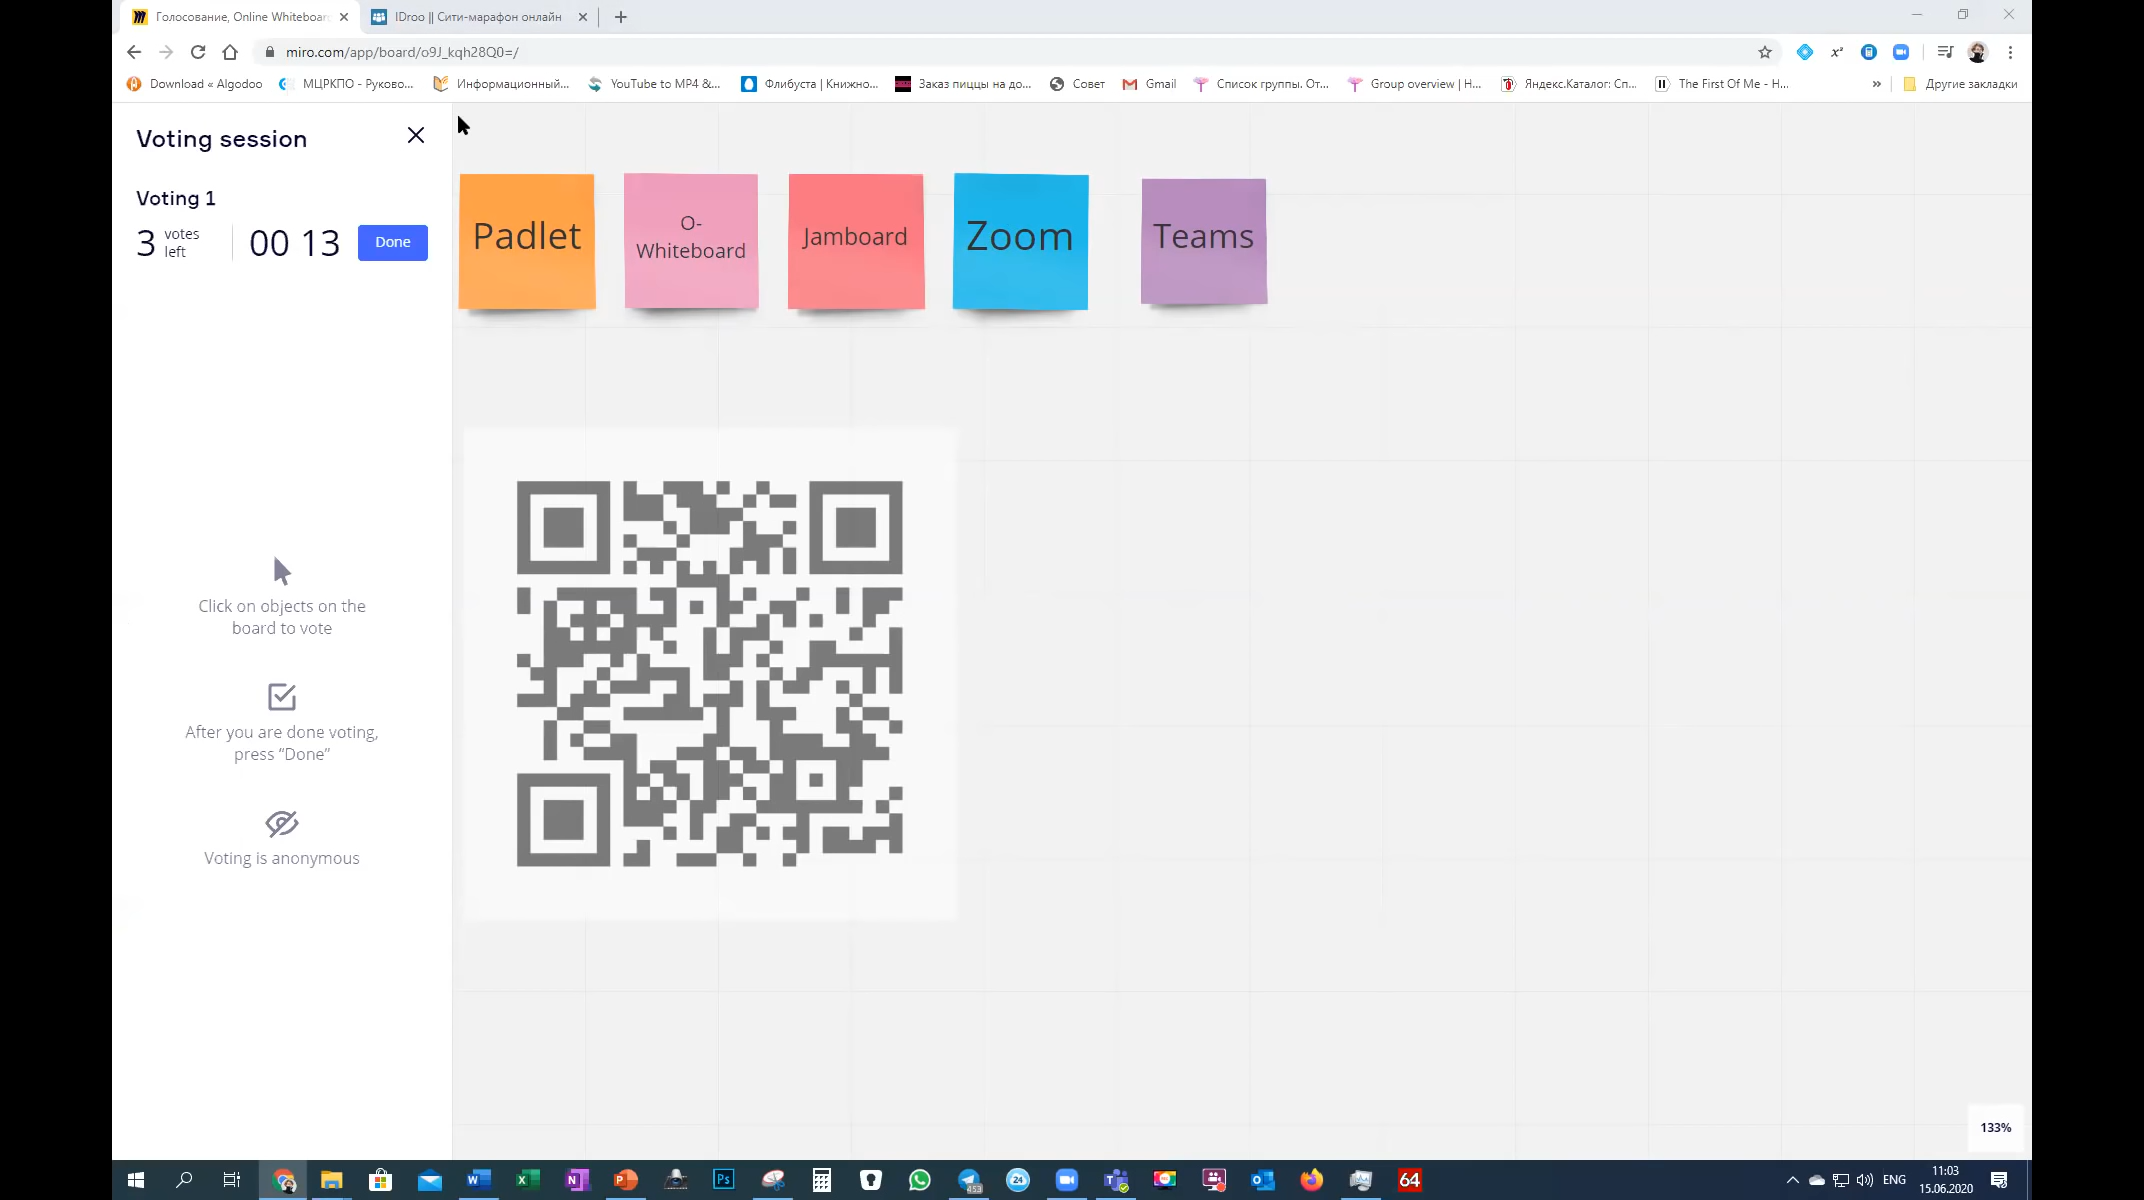 Голосование, Online Whiteboar
IDroo || Сити-марафон онлайн
miro.com/app/board/o9J_kqh28Q0=/
x²
Download « Algodoo
МЦРКПО - Руково...
Информационный...
YouTube to MP4 &...
Флибуста | Книжно...
Заказ пиццы на до...
Совет
Gmail
Список группы. От...
Group overview | H...
Яндекс.Каталог: Сп...
The First Of Me - H...
»
Другие закладки
Voting session
Voting 1
3 votes left
00 13
Done
Padlet
O-
Whiteboard
Jamboard
Zoom
Teams
Click on objects on the
board to vote
After you are done voting,
press “Done”
Voting is anonymous
133%
453
24
64
ENG
11:03
15.06.2020